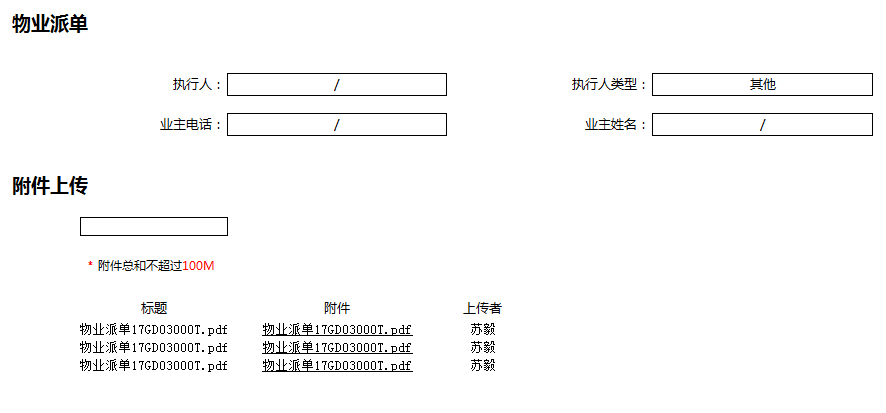 物业派单
执行人： / 执行人类型： 其他
业主电话： / 业主姓名： /
附件上传
* 附件总和不超过100M
标题 附件 上传者
物业派单17GD03000T.pdf 物业派单17GD03000T.pdf 苏毅
物业派单17GD03000T.pdf 物业派单17GD03000T.pdf 苏毅
物业派单17GD03000T.pdf 物业派单17GD03000T.pdf 苏毅